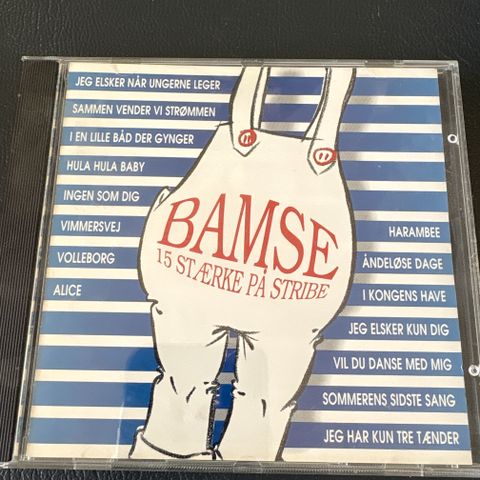 JEG ELSKER NÅR UNGERNE LEGER
SAMMEN VENDER VI STRØMMEN
I EN LILLE BÅD DER GYNGER
HULA HULA BABY
INGEN SOM DIG
VIMMERSVEJ
VOLLEBORG
ALICE
BAMSE
15 STÆRKE PÅ STRIBE
HARAMBEE
ÅNDELØSE DAGE
I KONGENS HAVE
JEG ELSKER KUN DIG
VIL DU DANSE MED MIG
SOMMERENS SIDSTE SANG
JEG HAR KUN TRE TÆNDER